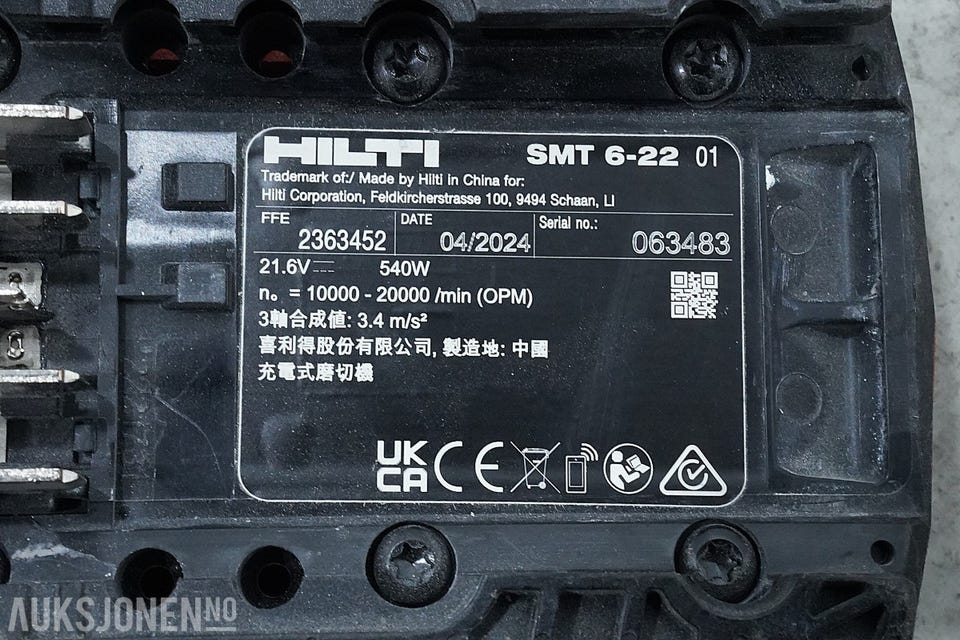 HILTI SMT 6-22 01
Trademark of:/ Made by Hilti in China for:
Hilti Corporation, Feldkircherstrasse 100, 9494 Schaan, LI
FFE DATE Serial no.:
2363452 04/2024 063483
21.6V⎓ 540W
n₀ = 10000 - 20000 /min (OPM)
3軸合成値: 3.4 m/s²
喜利得股份有限公司, 製造地: 中國
充電式磨切機
UK
CA CE
AUKSJONEN NO